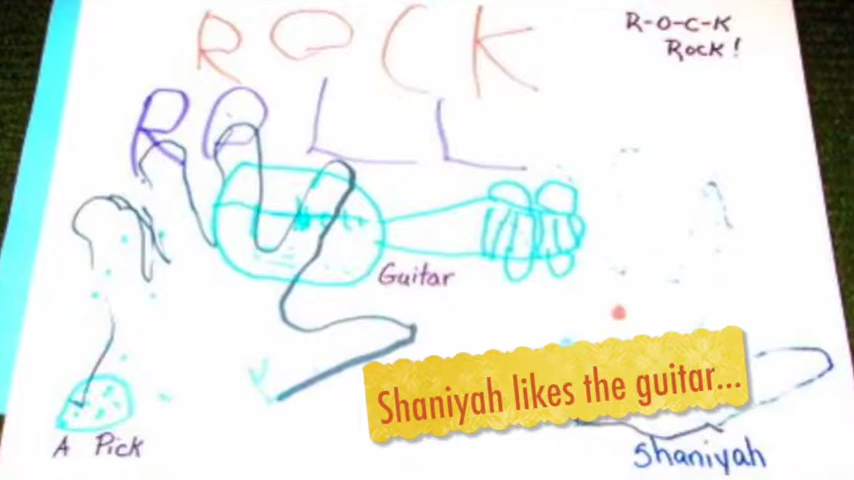 ROCK
R-O-C-K
Rock!
ROLL
Guitar
Shaniyah likes the guitar...
A Pick
Shaniyah